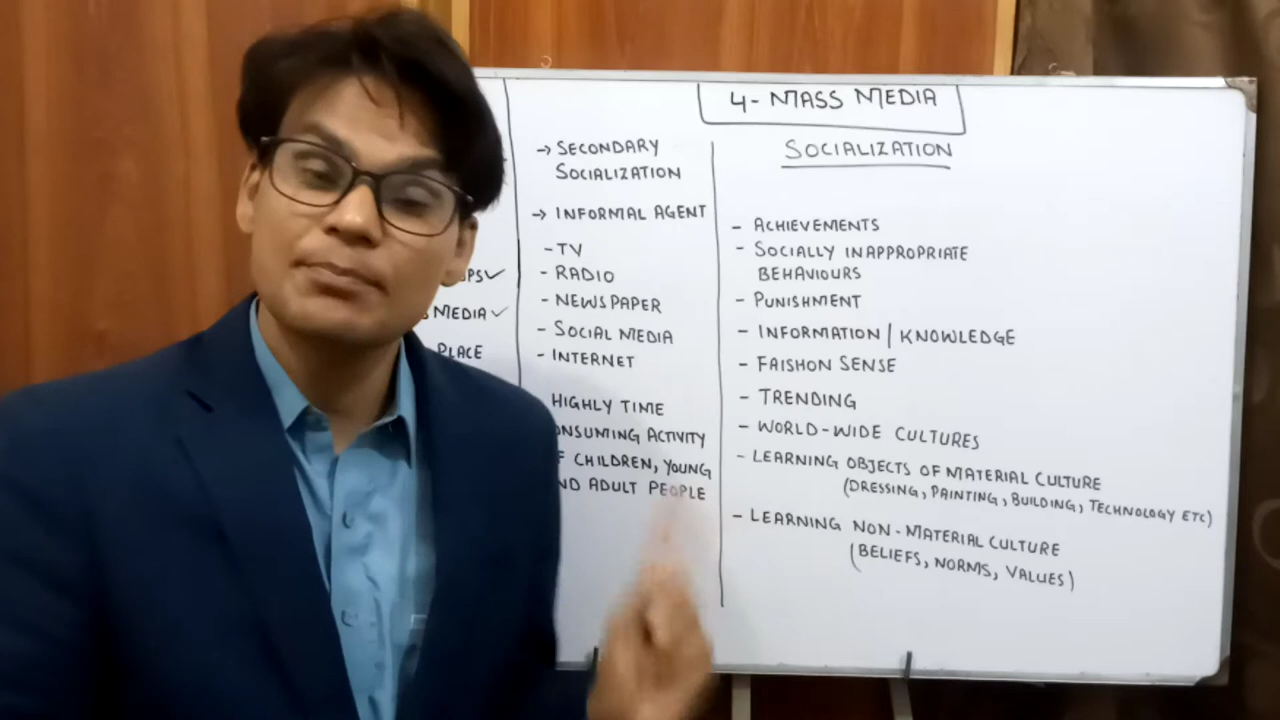 4- MASS MEDIA
SOCIALIZATION
MEDIA ✓
PLACE
→ SECONDARY
SOCIALIZATION
→ INFORMAL AGENT
- TV
- RADIO
- NEWSPAPER
- SOCIAL MEDIA
- INTERNET
HIGHLY TIME
ONSUMING ACTIVITY
F CHILDREN, YOUNG
ND ADULT PEOPLE
- ACHIEVEMENTS
- SOCIALLY INAPPROPRIATE
BEHAVIOURS
- PUNISHMENT
- INFORMATION / KNOWLEDGE
- FAISHON SENSE
- TRENDING
- WORLD-WIDE CULTURES
- LEARNING OBJECTS OF MATERIAL CULTURE
(DRESSING, PAINTING, BUILDING, TECHNOLOGY ETC)
- LEARNING NON-MATERIAL CULTURE
(BELIEFS, NORMS, VALUES)